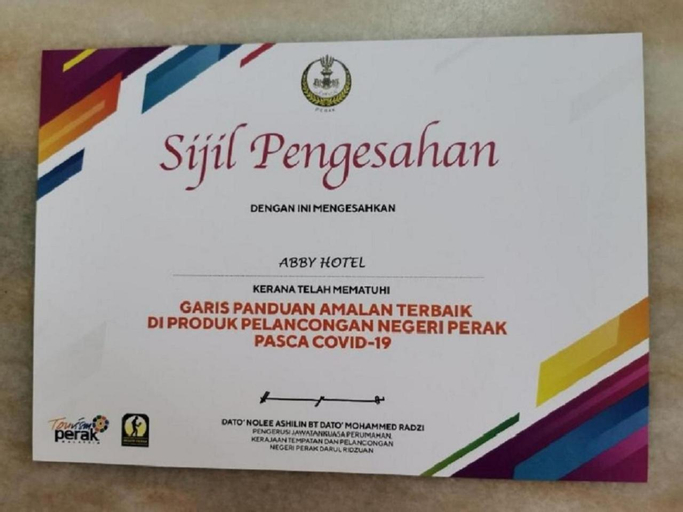 PERAK
Sijil Pengesahan
DENGAN INI MENGESAHKAN
ABBY HOTEL
KERANA TELAH MEMATUHI
GARIS PANDUAN AMALAN TERBAIK
DI PRODUK PELANCONGAN NEGERI PERAK
PASCA COVID-19
DATO' NOLEE ASHILIN BT DATO' MOHAMMED RADZI
PENGERUSI JAWATANKUASA PERUMAHAN,
KERAJAAN TEMPATAN DAN PELANCONGAN
NEGERI PERAK DARUL RIDZUAN
Tourism
perak
MALAYSIA